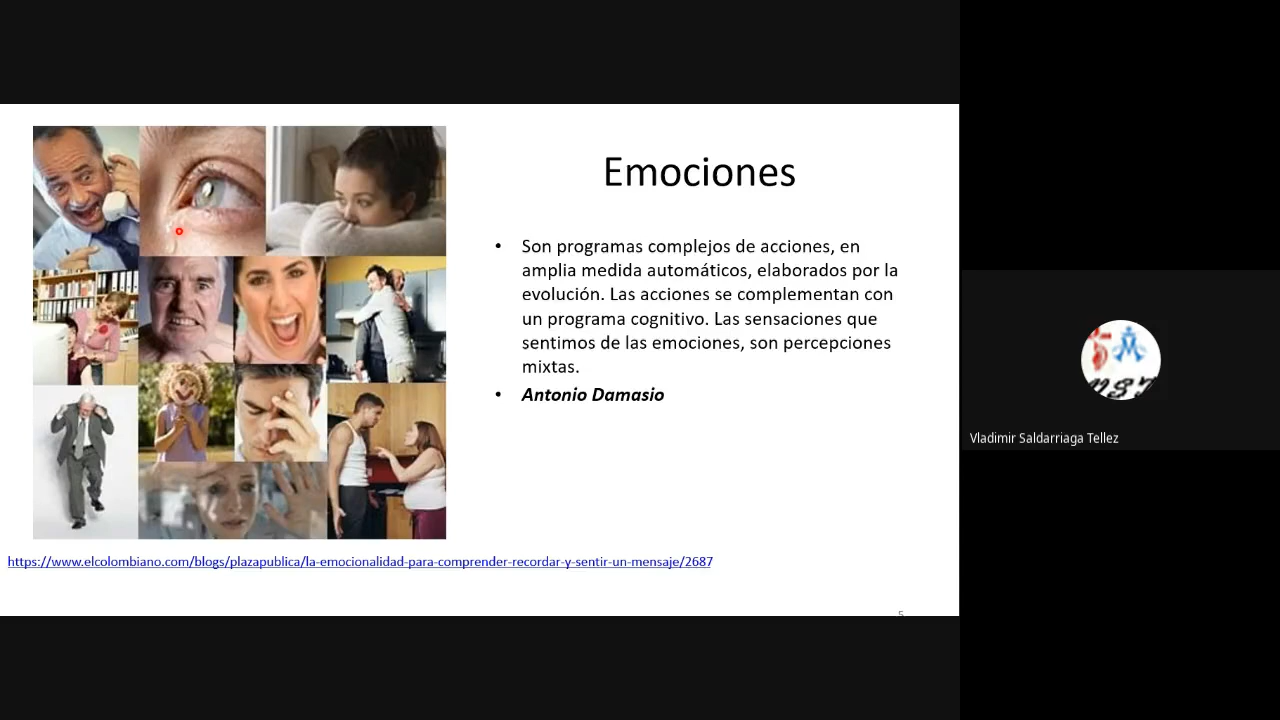 Emociones
• Son programas complejos de acciones, en
amplia medida automáticos, elaborados por la
evolución. Las acciones se complementan con
un programa cognitivo. Las sensaciones que
sentimos de las emociones, son percepciones
mixtas.
• Antonio Damasio
https://www.elcolombiano.com/blogs/plazapublica/la-emocionalidad-para-comprender-recordar-y-sentir-un-mensaje/2687
5
Vladimir Saldarriaga Tellez